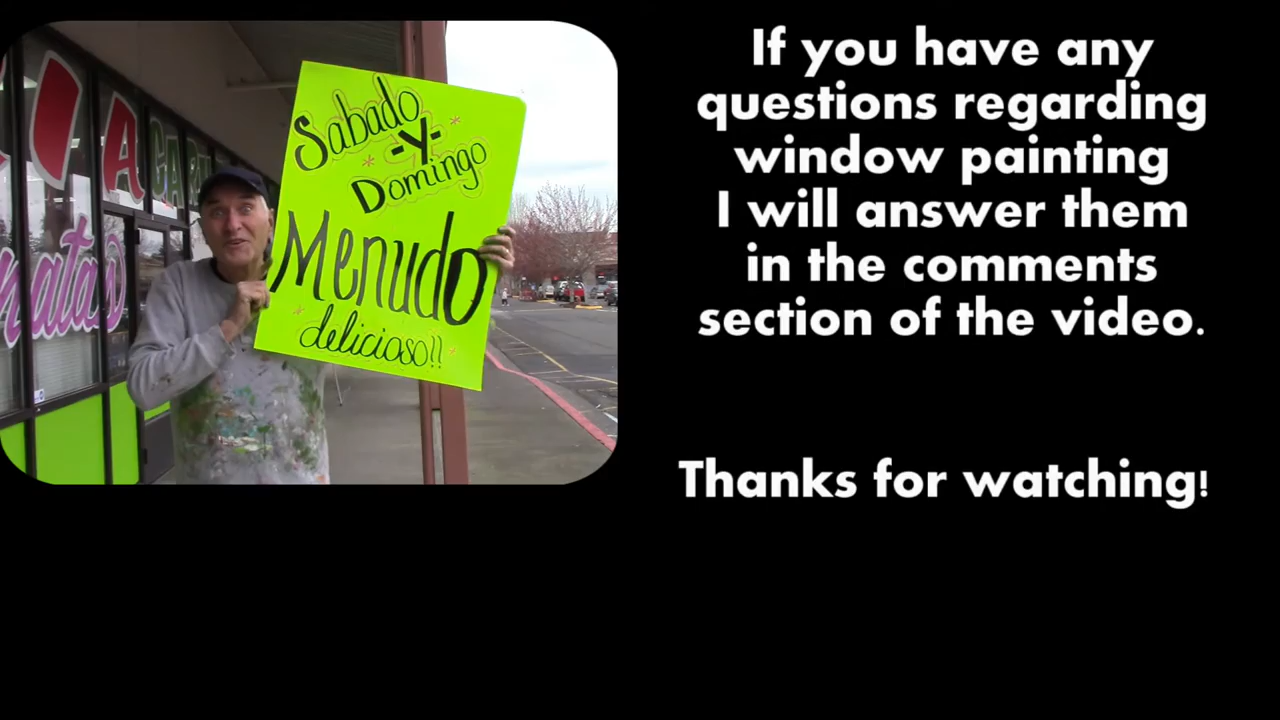 Sabado
-Y-
Domingo
Menudo
delicioso!!
If you have any
questions regarding
window painting
I will answer them
in the comments
section of the video.
Thanks for watching!